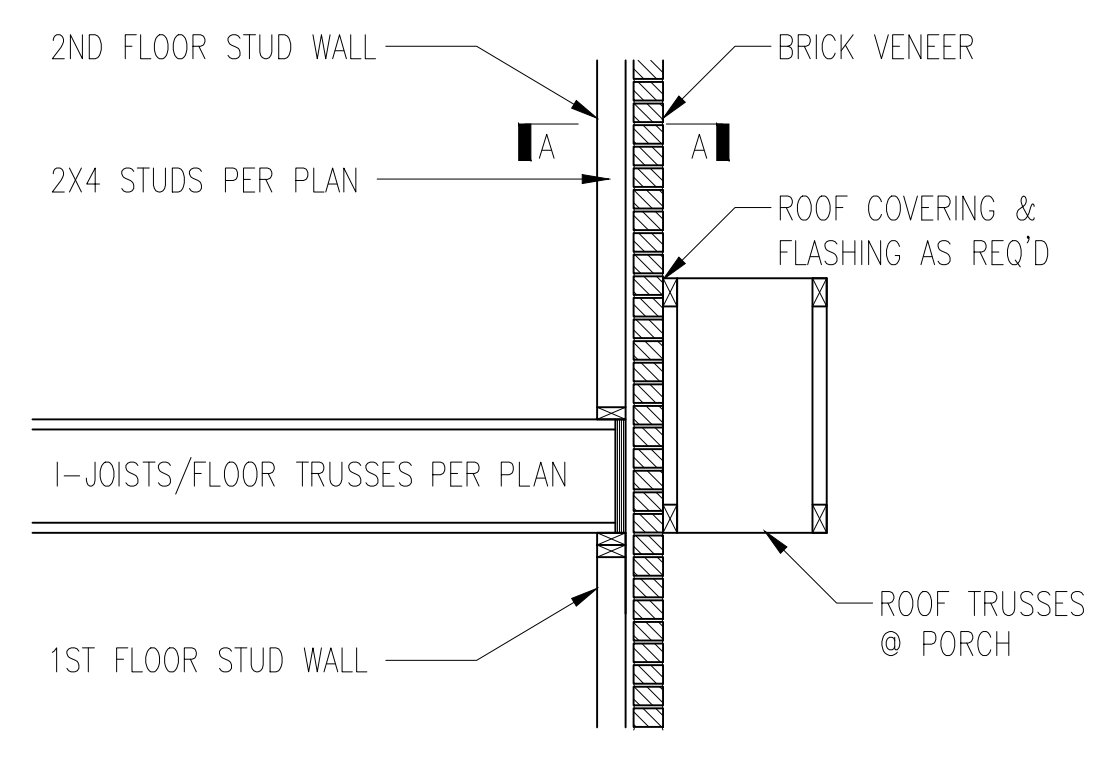 2ND FLOOR STUD WALL
BRICK VENEER
A
A
2X4 STUDS PER PLAN
ROOF COVERING &
FLASHING AS REQ'D
I-JOISTS/FLOOR TRUSSES PER PLAN
ROOF TRUSSES
@ PORCH
1ST FLOOR STUD WALL